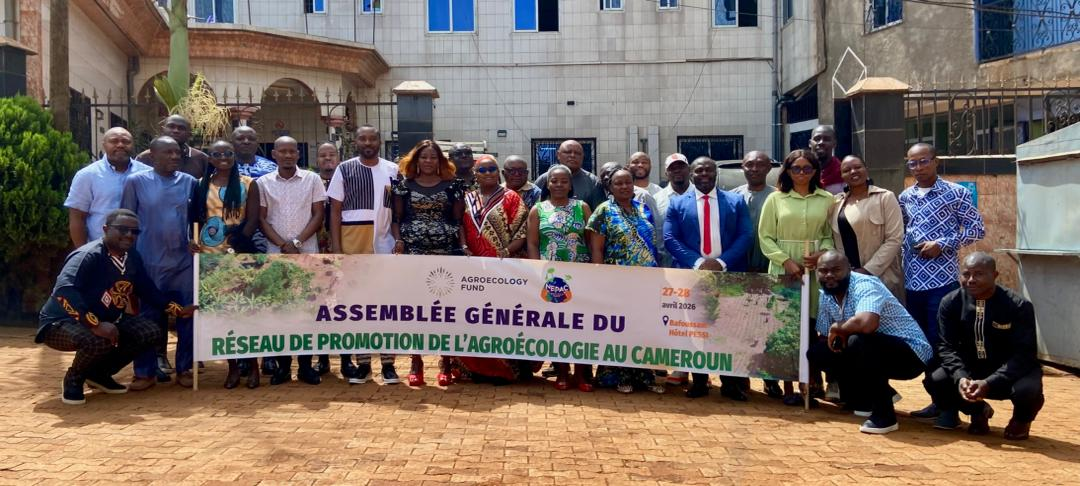 AGROECOLOGY
FUND
NEPAC
27-28
avril 2026
Bafoussam
Hôtel PESSI
ASSEMBLÉE GÉNÉRALE DU
RÉSEAU DE PROMOTION DE L'AGROÉCOLOGIE AU CAMEROUN